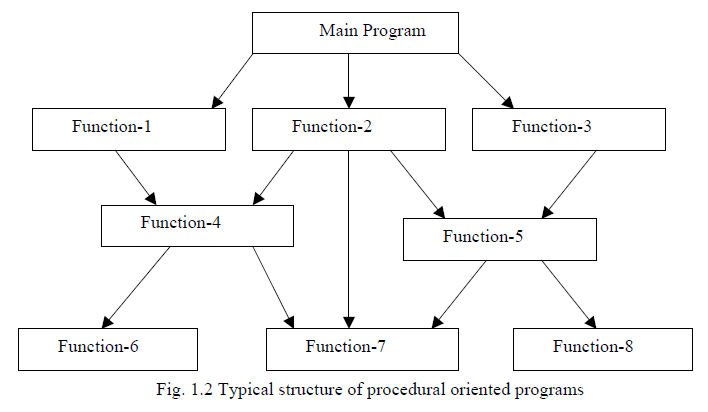 Main Program
Function-1
Function-2
Function-3
Function-4
Function-5
Function-6
Function-7
Function-8
Fig. 1.2 Typical structure of procedural oriented programs